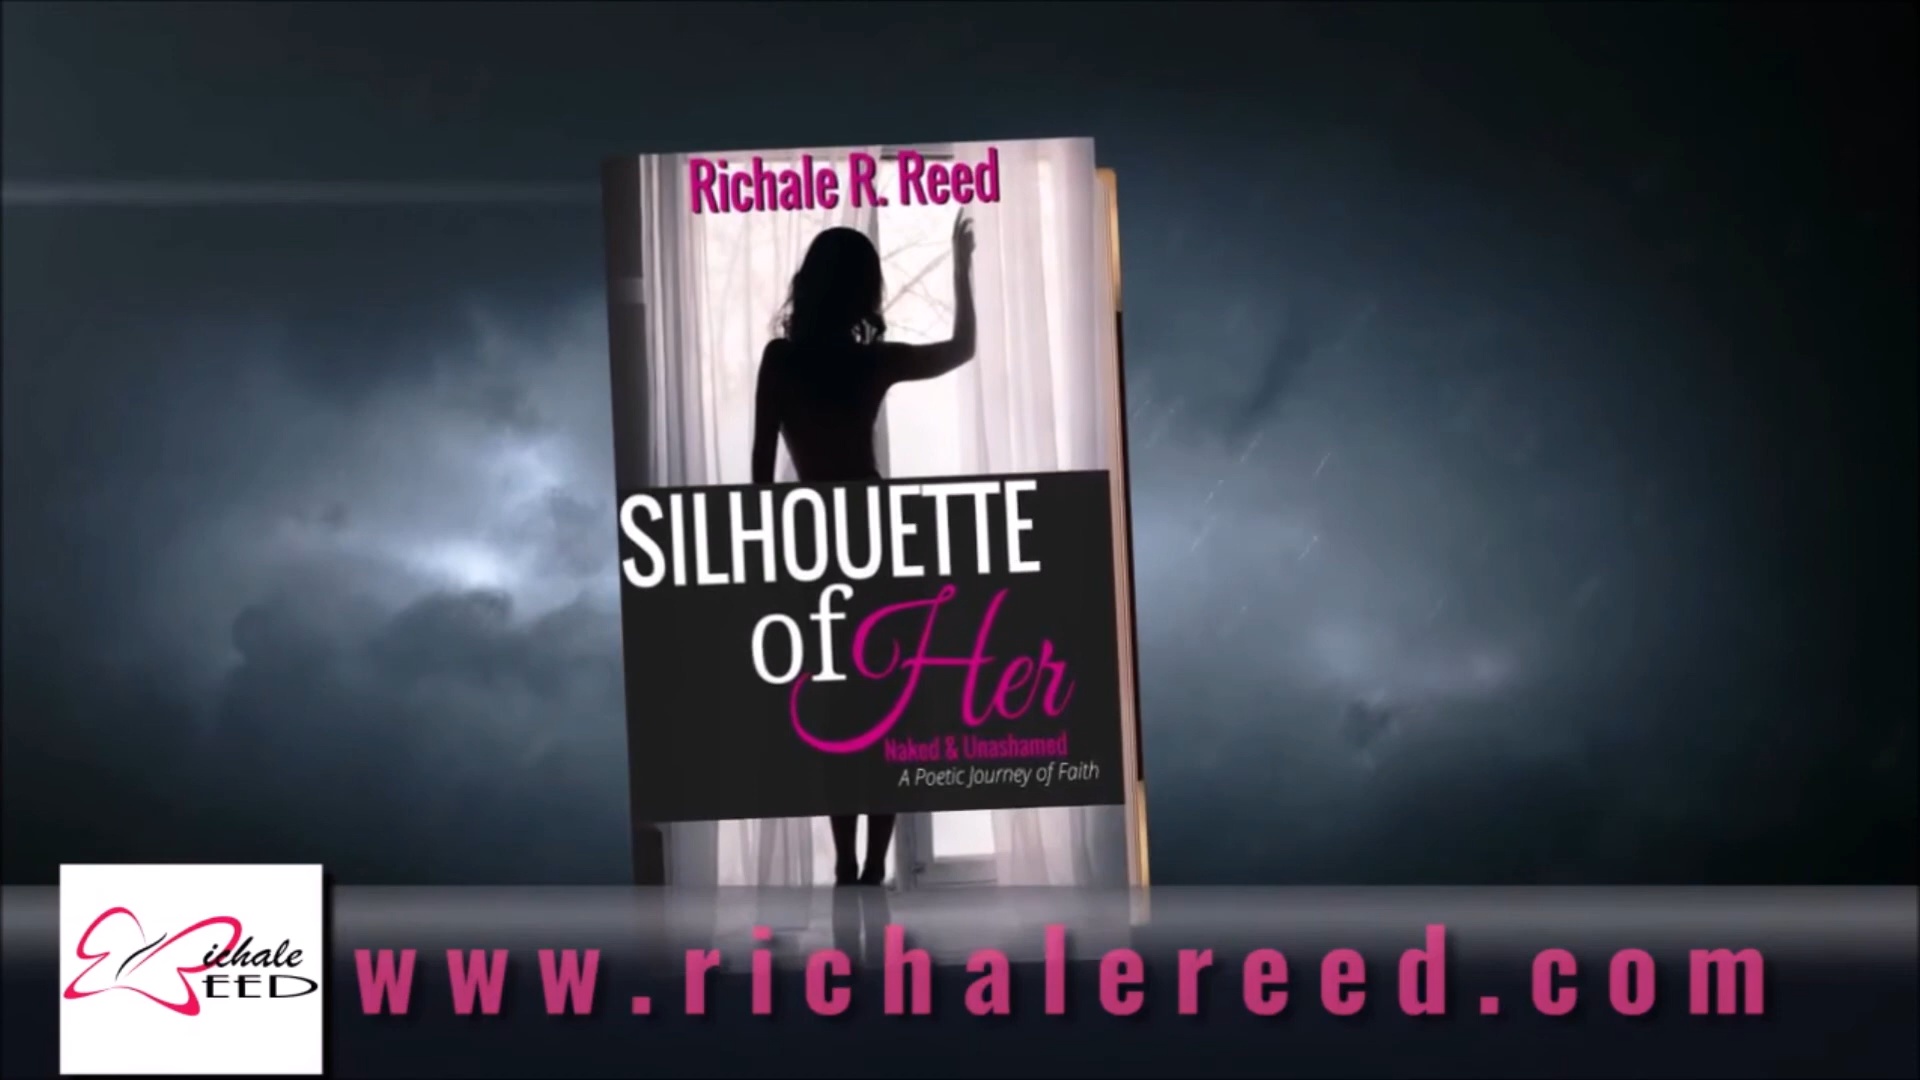 Richale R. Reed
SILHOUETTE
of Her
Naked & Unashamed
A Poetic Journey of Faith
Richale
REED
www.richalereed.com